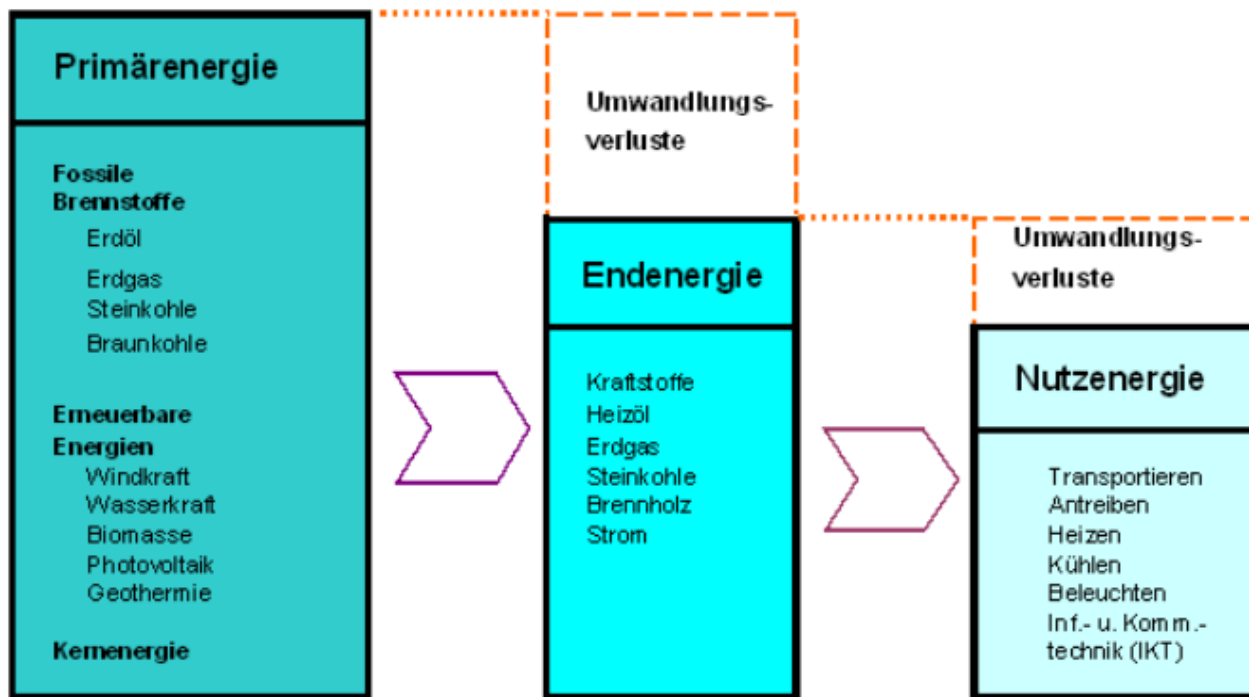 Primärenergie
Fossile
Brennstoffe
Erdöl
Erdgas
Steinkohle
Braunkohle
Erneuerbare
Energien
Windkraft
Wasserkraft
Biomasse
Photovoltaik
Geothermie
Kernenergie
Umwandlungs-
verluste
Endenergie
Kraftstoffe
Heizöl
Erdgas
Steinkohle
Brennholz
Strom
Umwandlungs-
verluste
Nutzenergie
Transportieren
Antreiben
Heizen
Kühlen
Beleuchten
Inf.- u. Komm.-
technik (IKT)